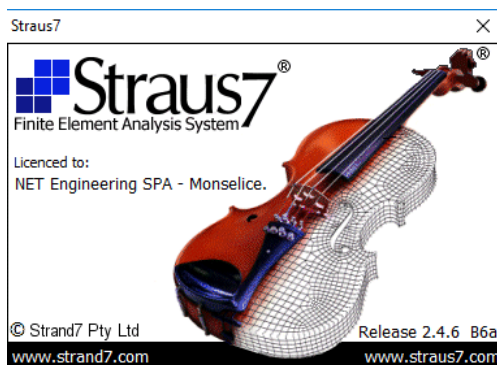 Straus7
Straus7®
®
Finite Element Analysis System
Licenced to:
NET Engineering SPA - Monselice.
© Strand7 Pty Ltd
Release 2.4.6 B6a
www.strand7.com
www.straus7.com